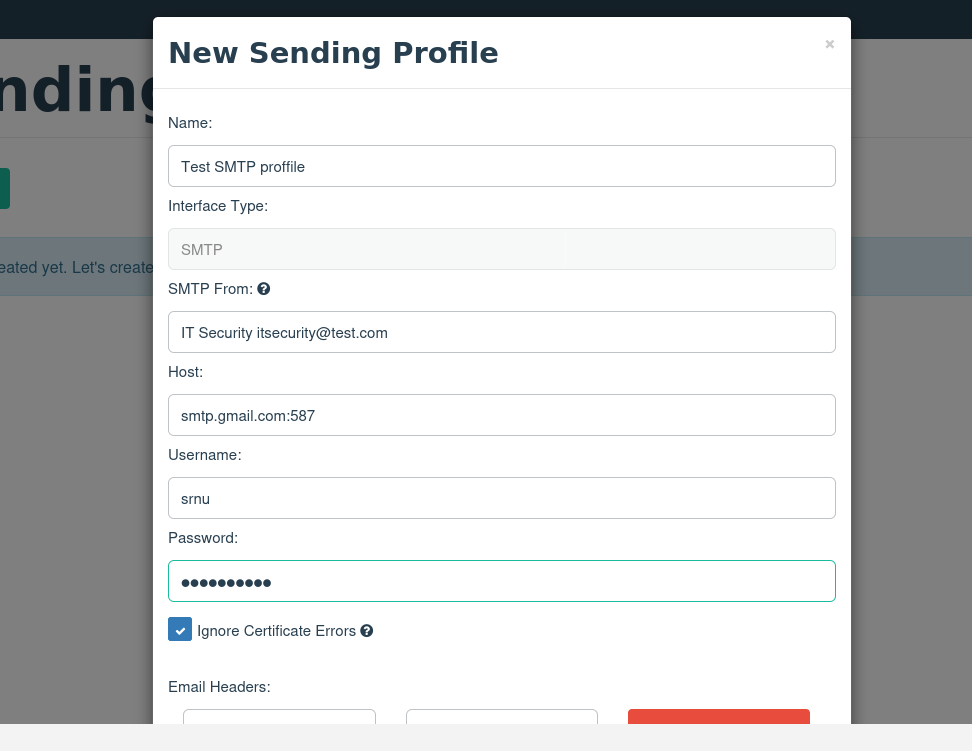 New Sending Profile
×
nding
Name:
Test SMTP proffile
Interface Type:
SMTP
eated yet. Let's create
SMTP From:
IT Security itsecurity@test.com
Host:
smtp.gmail.com:587
Username:
srnu
Password:
••••••••••
Ignore Certificate Errors
Email Headers: